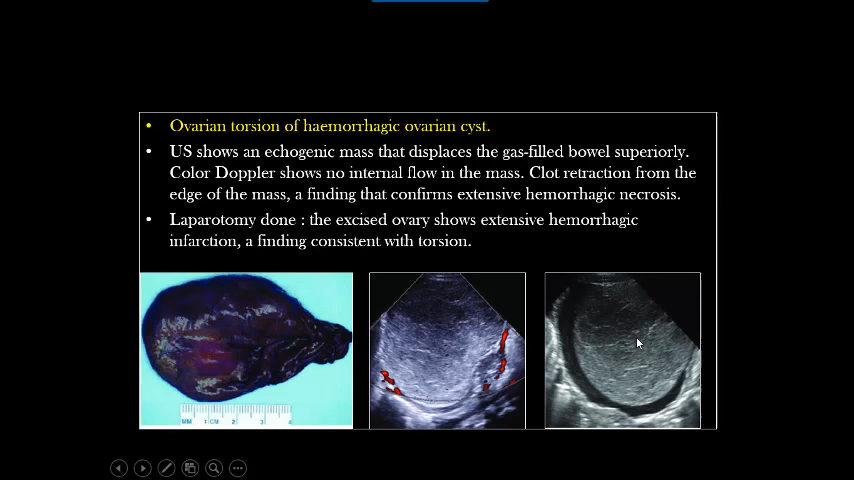 • Ovarian torsion of haemorrhagic ovarian cyst.
• US shows an echogenic mass that displaces the gas-filled bowel superiorly.
Color Doppler shows no internal flow in the mass. Clot retraction from the
edge of the mass, a finding that confirms extensive hemorrhagic necrosis.
• Laparotomy done : the excised ovary shows extensive hemorrhagic
infarction, a finding consistent with torsion.
MM 1 CM 2 3 4